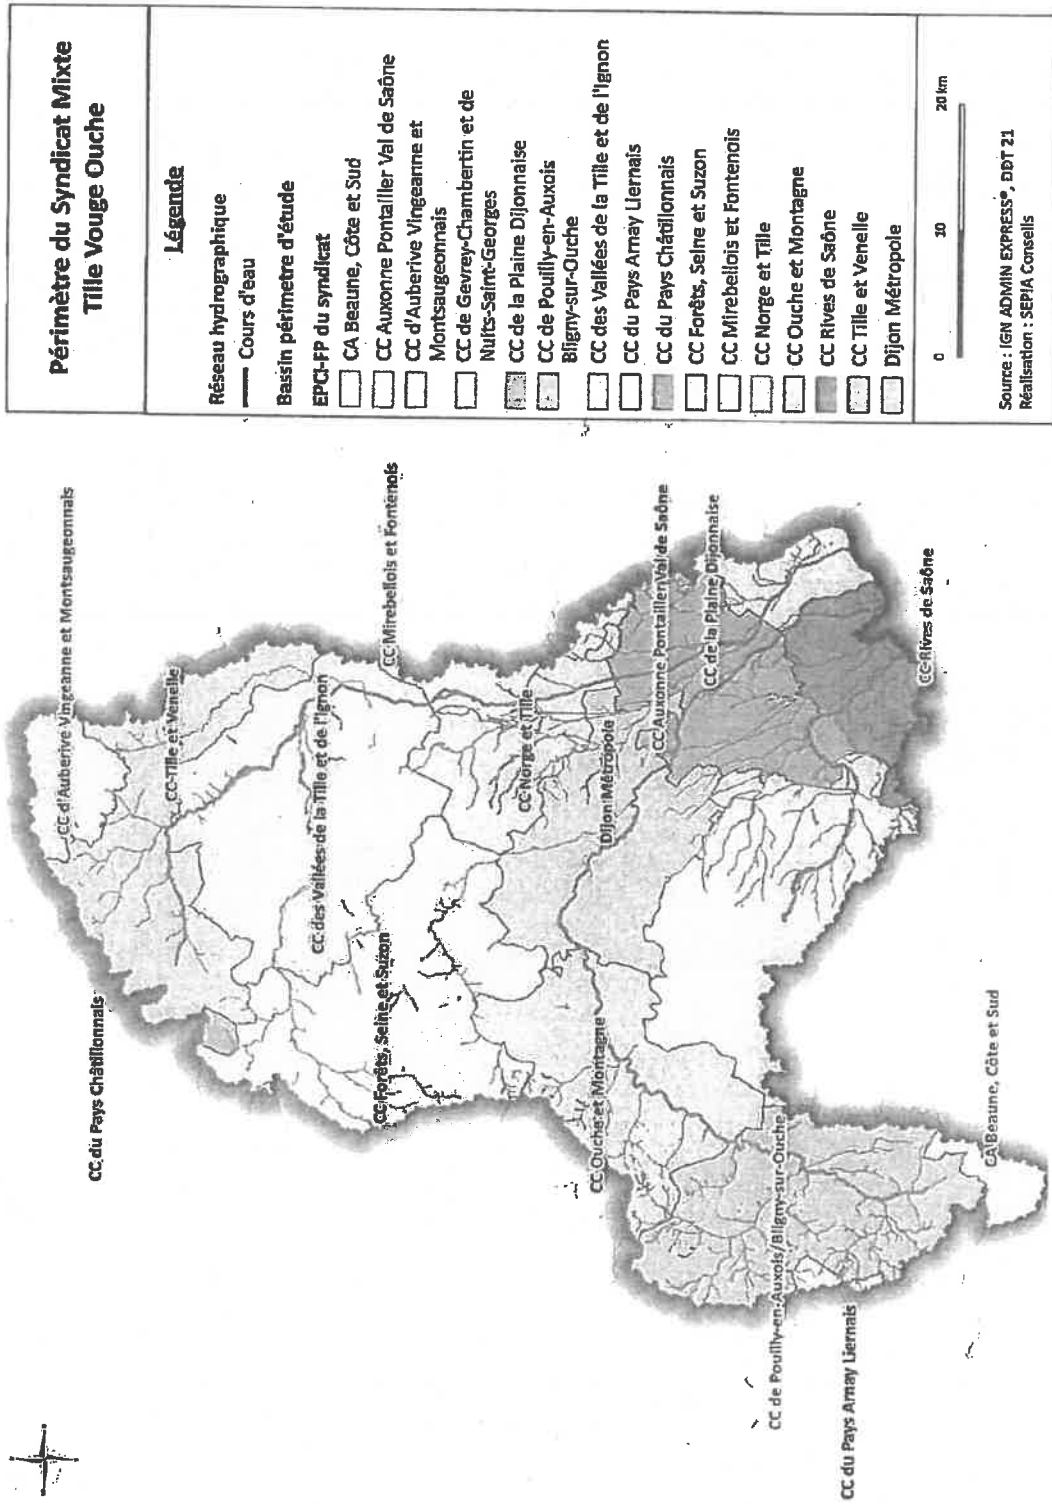 Périmètre du Syndicat Mixte
Tille Vouge Ouche
Légende
Réseau hydrographique
Cours d'eau
Bassin périmetre d'étude
EPCI-FP du syndicat
CA Beaune, Côte et Sud
CC Auxonne Pontailler Val de Saône
CC d'Auberive Vingeanne et
Montsaugeonnais
CC de Gevrey-Chambertin et de
Nuits-Saint-Georges
CC de la Plaine Dijonnaise
CC de Pouilly-en-Auxois
Bligny-sur-Ouche
CC des Vallées de la Tille et de l'Ignon
CC du Pays Arnay Liernais
CC du Pays Châtillonnais
CC Forêts, Seine et Suzon
CC Mirebellois et Fontenois
CC Norge et Tille
CC Ouche et Montagne
CC Rives de Saône
CC Tille et Venelle
Dijon Métropole
0 10 20 km
Source : IGN ADMIN EXPRESS®, DDT 21
Réalisation : SEPIA Conseils
CC d'Auberive Vingeanne et Montsaugeonnais
CC du Pays Châtillonnais
CC Tille et Venelle
CC des Vallées de la Tille et de l'Ignon
CC Mirebellois et Fontenois
CC Forêts, Seine et Suzon
CC Norge et Tille
Dijon Métropole
CC Ouche et Montagne
CC Auxonne Pontailler Val de Saône
CC de la Plaine Dijonnaise
CC de Pouilly-en-Auxois/Bligny-sur-Ouche
CC du Pays Arnay Liernais
CC Rives de Saône
CA Beaune, Côte et Sud